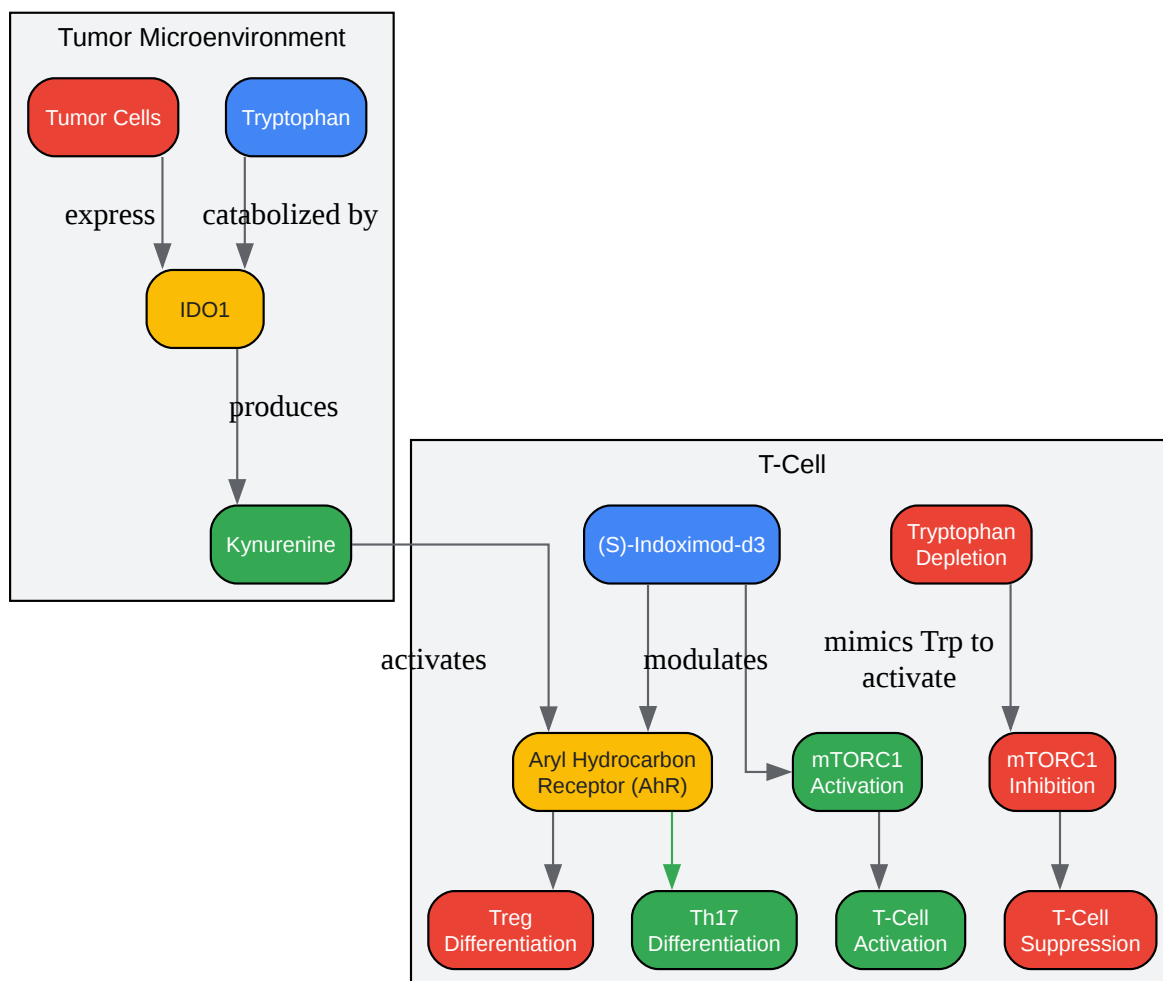 Tumor Microenvironment
Tumor Cells
Tryptophan
express
catabolized by
IDO1
produces
Kynurenine
T-Cell
(S)-Indoximod-d3
Tryptophan
Depletion
activates
modulates
mimics Trp to
activate
Aryl Hydrocarbon
Receptor (AhR)
mTORC1
Activation
mTORC1
Inhibition
Treg
Differentiation
Th17
Differentiation
T-Cell
Activation
T-Cell
Suppression